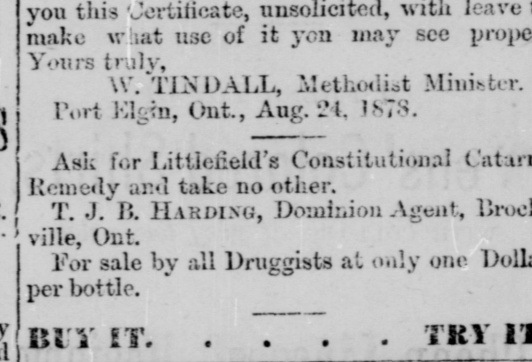 you this Certificate, unsolicited, with leave
make what use of it you may see prope
Yours truly,
W. TINDALL, Methodist Minister.
Port Elgin, Ont., Aug. 24, 1878.
Ask for Littlefield's Constitutional Catarr
Remedy and take no other.
T. J. B. HARDING, Dominion Agent, Brock
ville, Ont.
For sale by all Druggists at only one Dolla
per bottle.
BUY IT. . . . . TRY IT